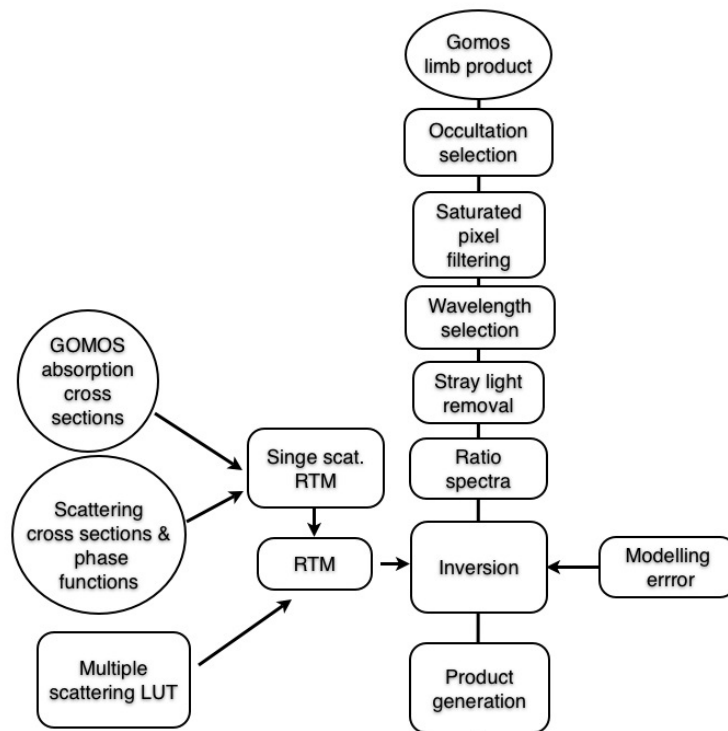 Gomos
limb product
Occultation
selection
Saturated
pixel
filtering
Wavelength
selection
Stray light
removal
Ratio
spectra
GOMOS
absorption
cross
sections
Scattering
cross sections &
phase
functions
Singe scat.
RTM
RTM
Multiple
scattering LUT
Inversion
Modelling
errror
Product
generation